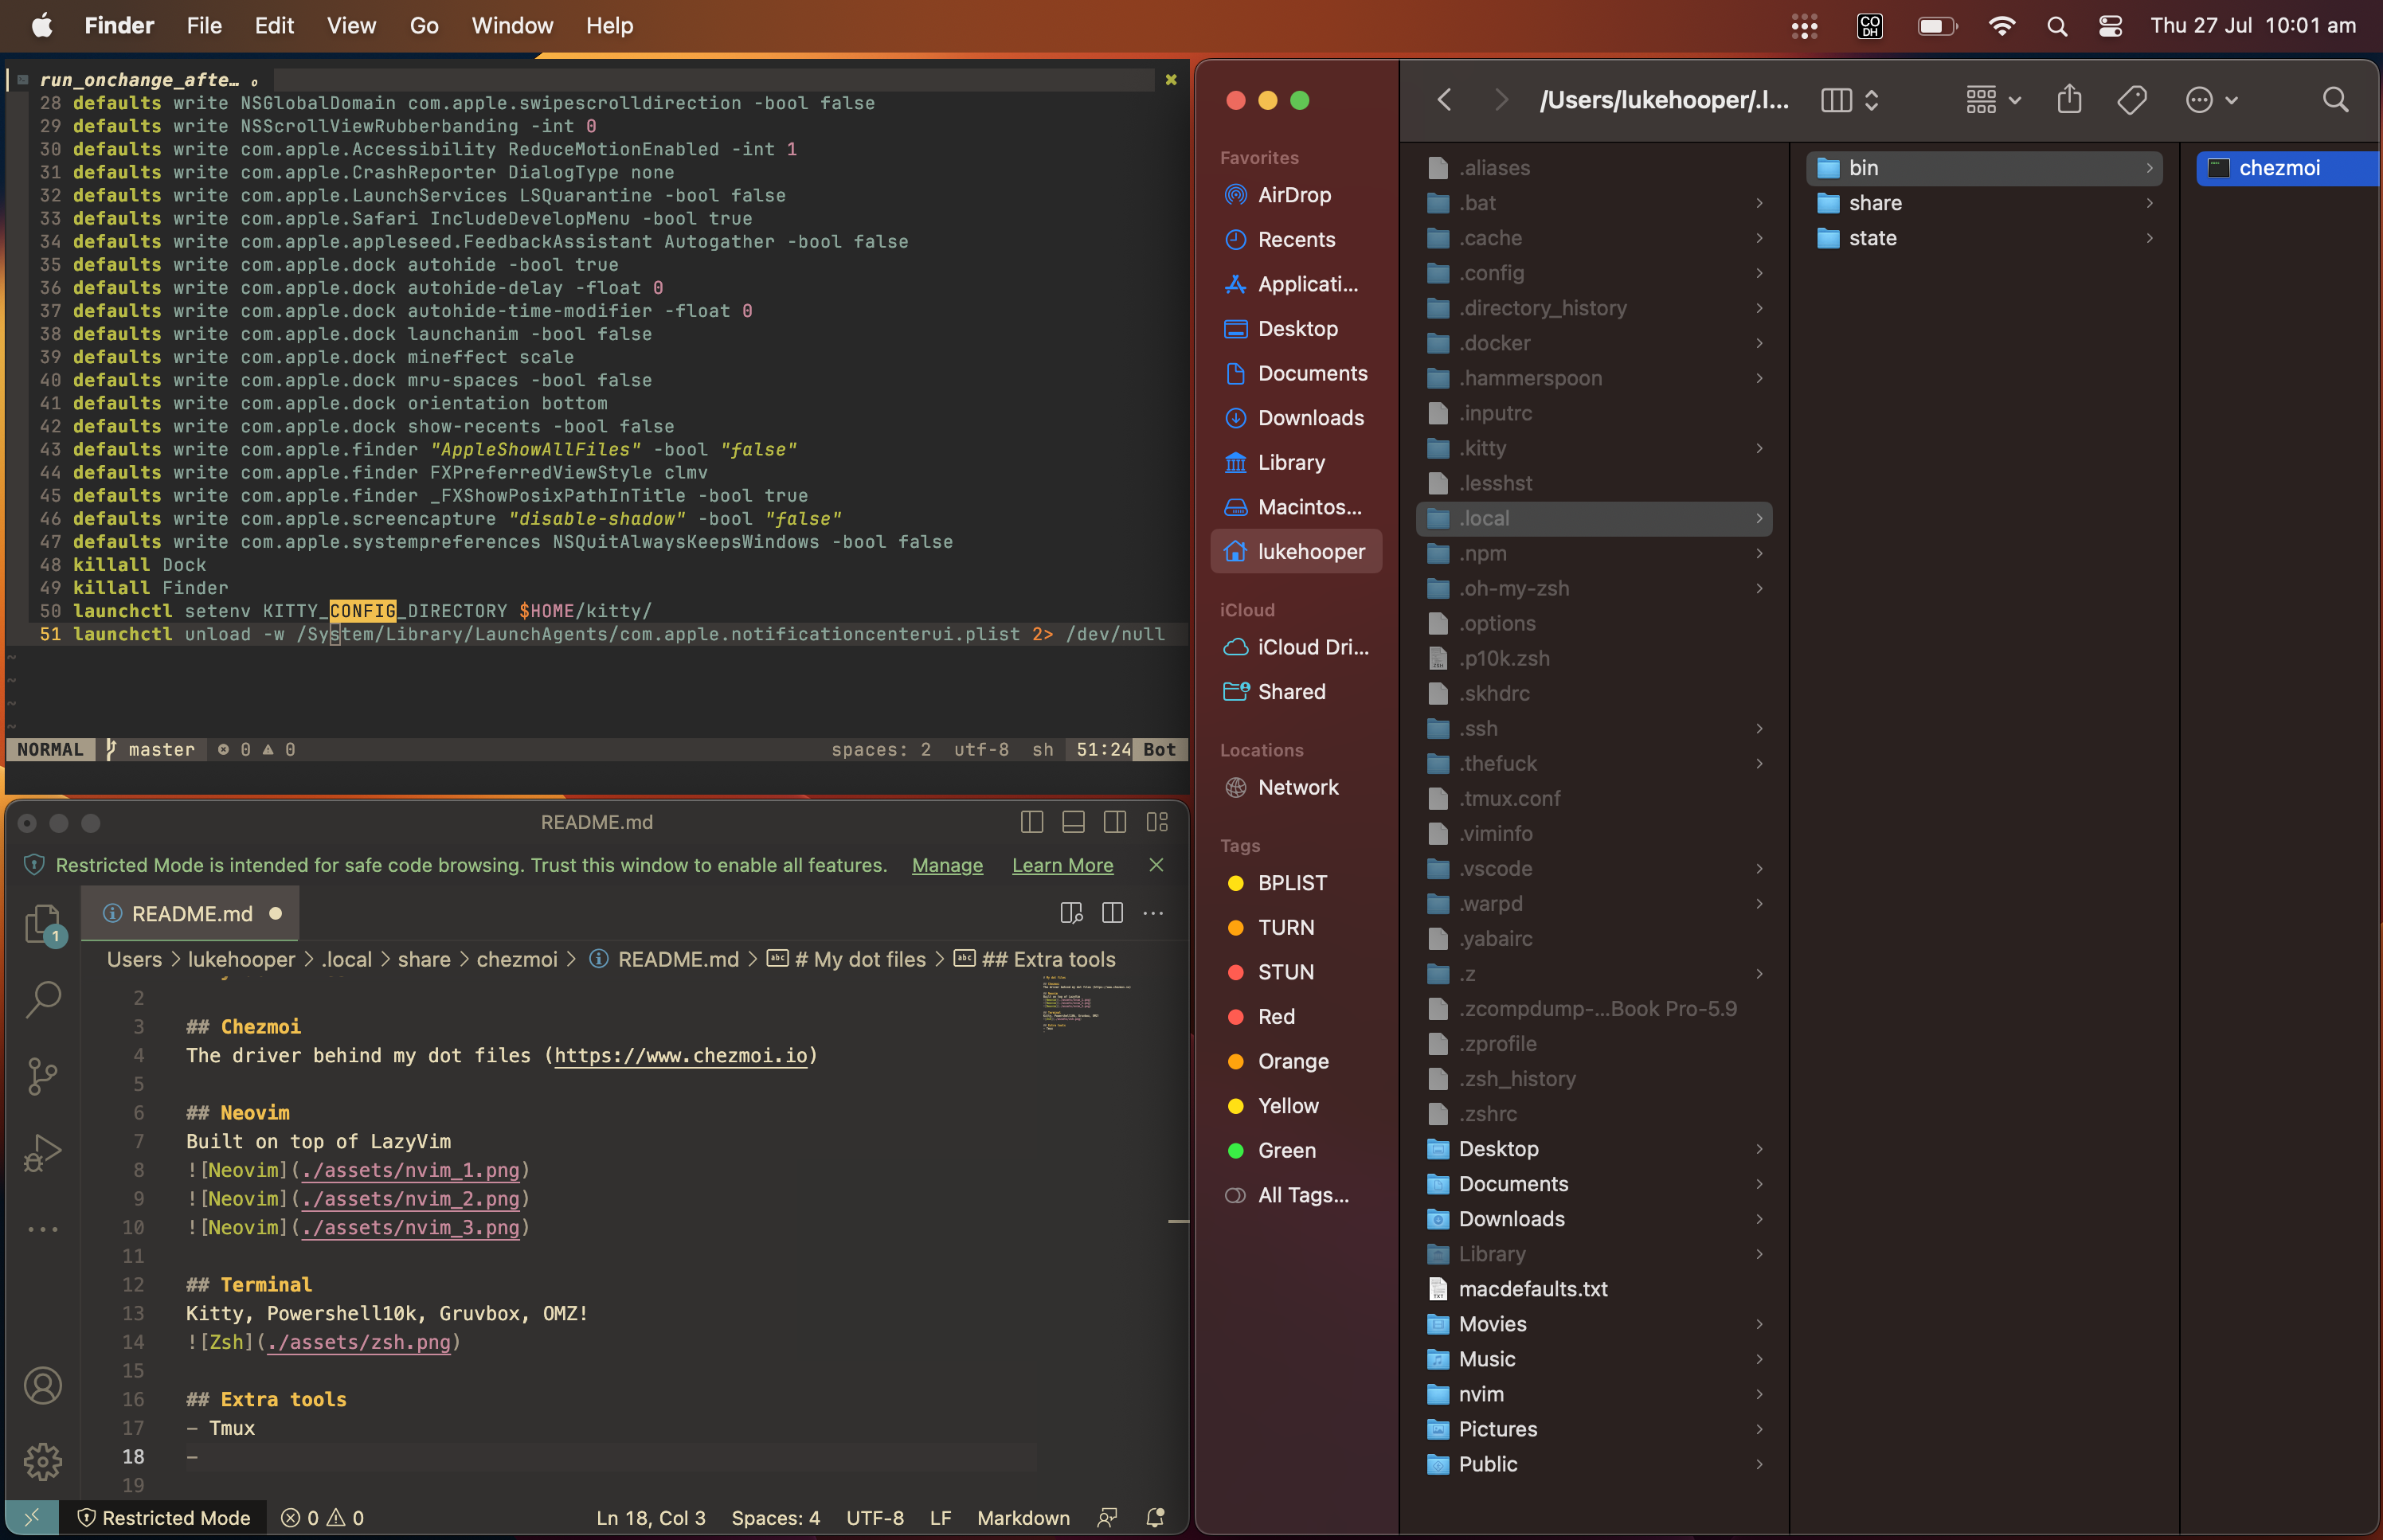 Finder File Edit View Go Window Help
CO
DH
Thu 27 Jul 10:01 am
run_onchange_afte…
28 defaults write NSGlobalDomain com.apple.swipescrolldirection -bool false
29 defaults write NSScrollViewRubberbanding -int 0
30 defaults write com.apple.Accessibility ReduceMotionEnabled -int 1
31 defaults write com.apple.CrashReporter DialogType none
32 defaults write com.apple.LaunchServices LSQuarantine -bool false
33 defaults write com.apple.Safari IncludeDevelopMenu -bool true
34 defaults write com.apple.appleseed.FeedbackAssistant Autogather -bool false
35 defaults write com.apple.dock autohide -bool true
36 defaults write com.apple.dock autohide-delay -float 0
37 defaults write com.apple.dock autohide-time-modifier -float 0
38 defaults write com.apple.dock launchanim -bool false
39 defaults write com.apple.dock mineffect scale
40 defaults write com.apple.dock mru-spaces -bool false
41 defaults write com.apple.dock orientation bottom
42 defaults write com.apple.dock show-recents -bool false
43 defaults write com.apple.finder "AppleShowAllFiles" -bool "false"
44 defaults write com.apple.finder FXPreferredViewStyle clmv
45 defaults write com.apple.finder _FXShowPosixPathInTitle -bool true
46 defaults write com.apple.screencapture "disable-shadow" -bool "false"
47 defaults write com.apple.systempreferences NSQuitAlwaysKeepsWindows -bool false
48 killall Dock
49 killall Finder
50 launchctl setenv KITTY_CONFIG_DIRECTORY $HOME/kitty/
51 launchctl unload -w /System/Library/LaunchAgents/com.apple.notificationcenterui.plist 2> /dev/null
~
~
~
~
NORMAL master 0 0 spaces: 2 utf-8 sh 51:24 Bot
README.md
Restricted Mode is intended for safe code browsing. Trust this window to enable all features. Manage Learn More
1
README.md
Users > lukehooper > .local > share > chezmoi > README.md > # My dot files > ## Extra tools
2
3 ## Chezmoi
4 The driver behind my dot files (https://www.chezmoi.io)
5
6 ## Neovim
7 Built on top of LazyVim
8 ![Neovim](./assets/nvim_1.png)
9 ![Neovim](./assets/nvim_2.png)
10 ![Neovim](./assets/nvim_3.png)
11
12 ## Terminal
13 Kitty, Powershell10k, Gruvbox, OMZ!
14 ![Zsh](./assets/zsh.png)
15
16 ## Extra tools
17 - Tmux
18 -
19
Restricted Mode 0 0 Ln 18, Col 3 Spaces: 4 UTF-8 LF Markdown
/Users/lukehooper/.l...
Favorites
AirDrop
Recents
Applicati...
Desktop
Documents
Downloads
Library
Macintos...
lukehooper
iCloud
iCloud Dri...
Shared
Locations
Network
Tags
BPLIST
TURN
STUN
Red
Orange
Yellow
Green
All Tags...
.aliases
.bat
.cache
.config
.directory_history
.docker
.hammerspoon
.inputrc
.kitty
.lesshst
.local
.npm
.oh-my-zsh
.options
.p10k.zsh
.skhdrc
.ssh
.thefuck
.tmux.conf
.viminfo
.vscode
.warpd
.yabairc
.z
.zcompdump-...Book Pro-5.9
.zprofile
.zsh_history
.zshrc
Desktop
Documents
Downloads
Library
macdefaults.txt
Movies
Music
nvim
Pictures
Public
bin
share
state
chezmoi